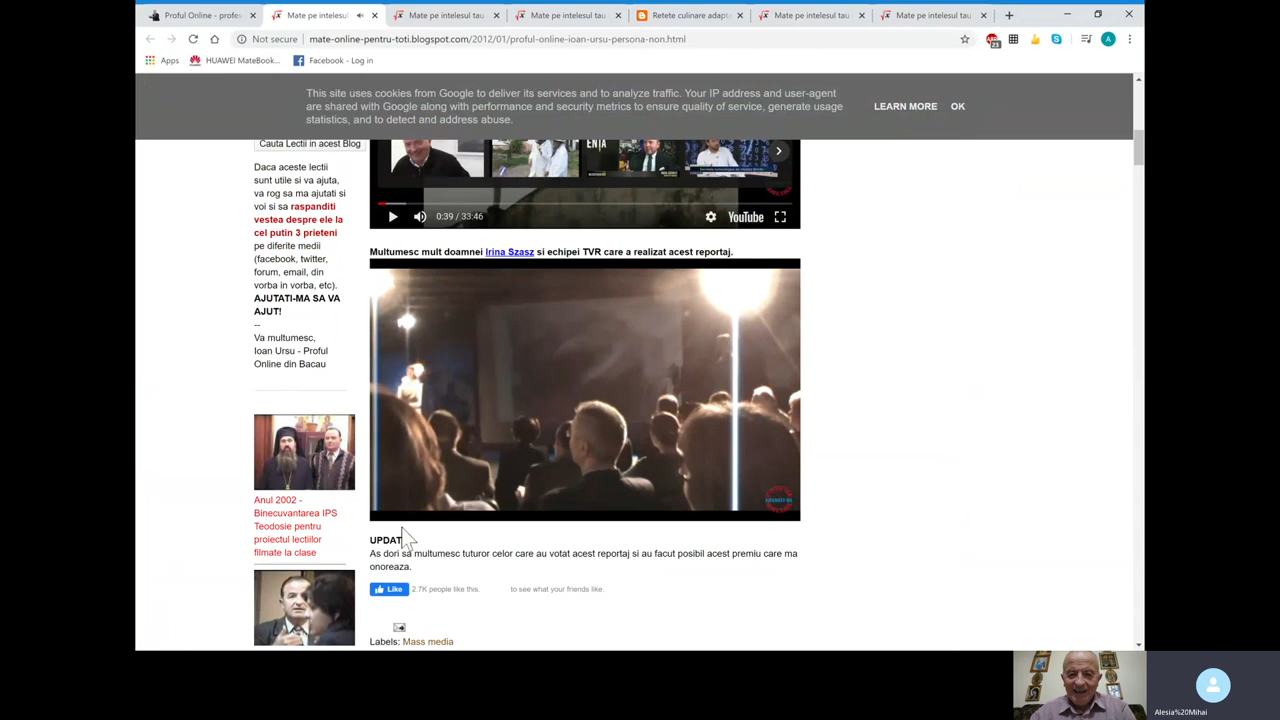 Proful Online - profes
Mate pe intelesul
Mate pe intelesul tau
Mate pe intelesul tau
Retete culinare adapta
Mate pe intelesul tau
Mate pe intelesul tau
Not secure
mate-online-pentru-toti.blogspot.com/2012/01/proful-online-ioan-ursu-persona-non.html
23
A
Apps
HUAWEI MateBook...
Facebook - Log in
This site uses cookies from Google to deliver its services and to analyze traffic. Your IP address and user-agent
are shared with Google along with performance and security metrics to ensure quality of service, generate usage
statistics, and to detect and address abuse.
LEARN MORE
OK
Cauta Lectii in acest Blog
Daca aceste lectii
sunt utile si va ajuta,
va rog sa ma ajutati si
voi si sa raspanditi
vestea despre ele la
cel putin 3 prieteni
pe diferite medii
(facebook, twitter,
forum, email, din
vorba in vorba, etc).
AJUTATI-MA SA VA
AJUT!
--
Va multumesc,
Ioan Ursu - Proful
Online din Bacau
Anul 2002 -
Binecuvantarea IPS
Teodosie pentru
proiectul lectiilor
filmate la clase
0:39 / 33:46
YouTube
Multumesc mult doamnei Irina Szasz si echipei TVR care a realizat acest reportaj.
UPDAT
As dori sa multumesc tuturor celor care au votat acest reportaj si au facut posibil acest premiu care ma
onoreaza.
Like
2.7K people like this.
to see what your friends like.
Labels: Mass media
Alesia%20Mihai